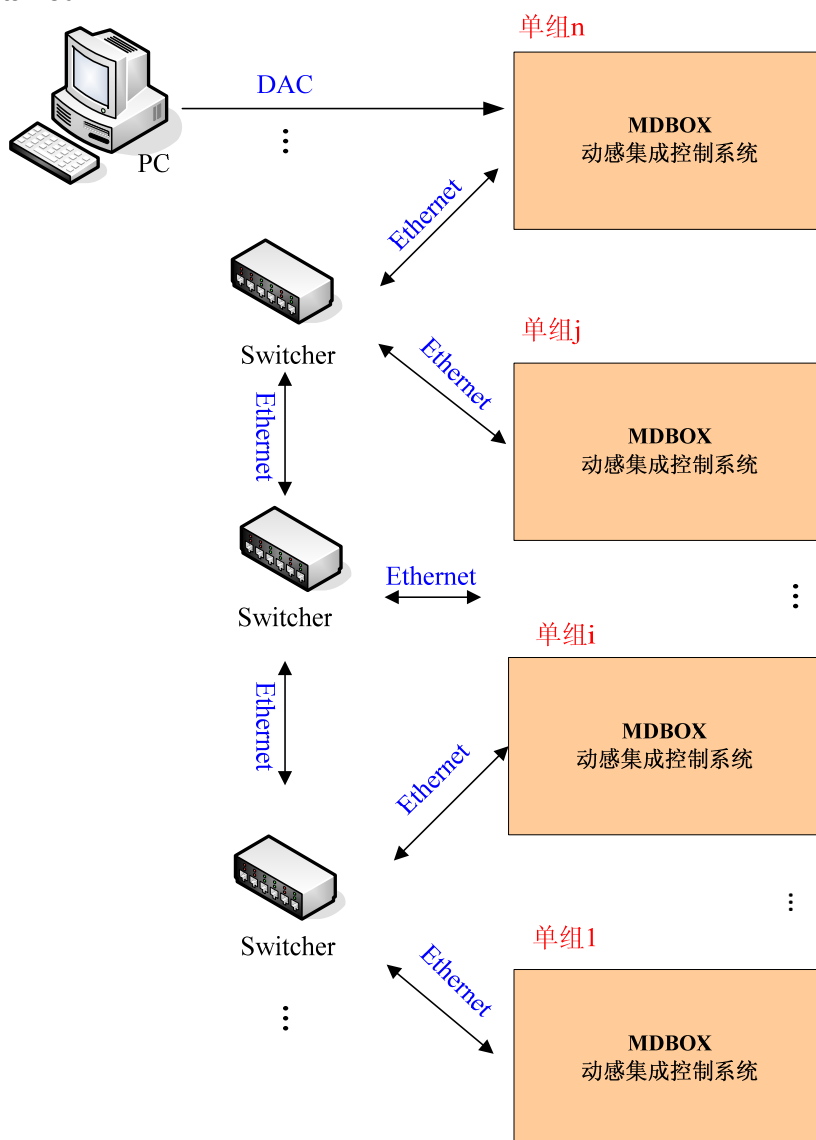 单组n
DAC
⋮
PC
MDBOX
动感集成控制系统
Ethernet
Switcher
单组j
Ethernet
MDBOX
动感集成控制系统
Ethernet
Switcher
Ethernet
⋮
单组i
Ethernet
MDBOX
动感集成控制系统
Ethernet
Switcher
⋮
单组1
Ethernet
⋮
MDBOX
动感集成控制系统